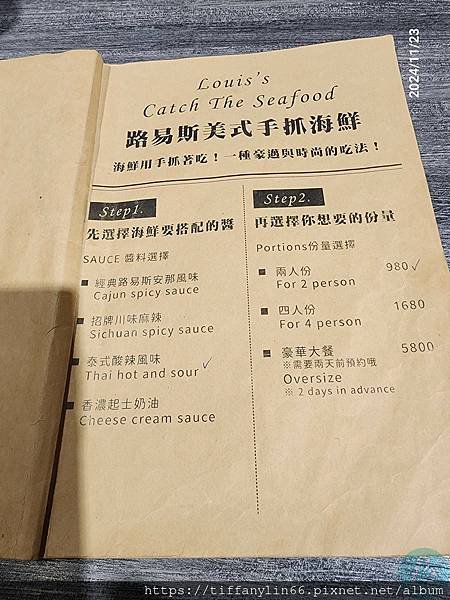 2024/11/23
Louis's
Catch The Seafood
路易斯美式手抓海鮮
海鮮用手抓著吃！一種豪邁與時尚的吃法！
Step1.
先選擇海鮮要搭配的醬
SAUCE 醬料選擇
■ 經典路易斯安那風味
Cajun spicy sauce
■ 招牌川味麻辣
Sichuan spicy sauce
■ 泰式酸辣風味
Thai hot and sour ✓
■ 香濃起士奶油
Cheese cream sauce
Step2.
再選擇你想要的份量
Portions份量選擇
■ 兩人份 980 ✓
For 2 person
■ 四人份 1680
For 4 person
■ 豪華大餐 5800
※需要兩天前預約哦
Oversize
※ 2 days in advance
https://tiffanylin66.pixnet.net/album